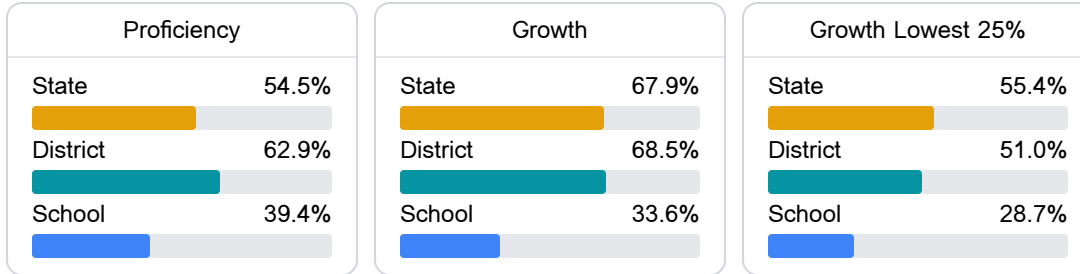 Proficiency
State 54.5%
District 62.9%
School 39.4%
Growth
State 67.9%
District 68.5%
School 33.6%
Growth Lowest 25%
State 55.4%
District 51.0%
School 28.7%